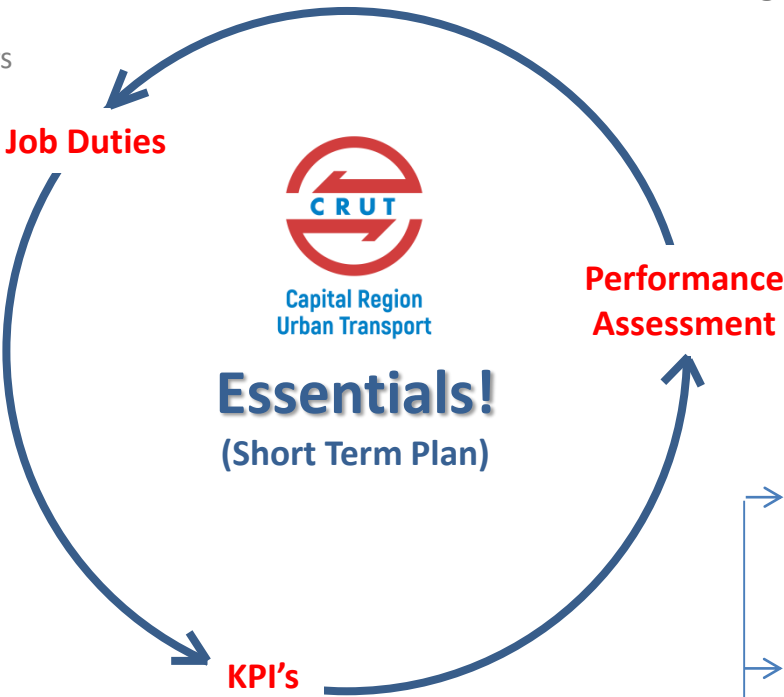 s
Job Duties
CRUT
Capital Region
Urban Transport
Performance
Assessment
Essentials!
(Short Term Plan)
KPI's